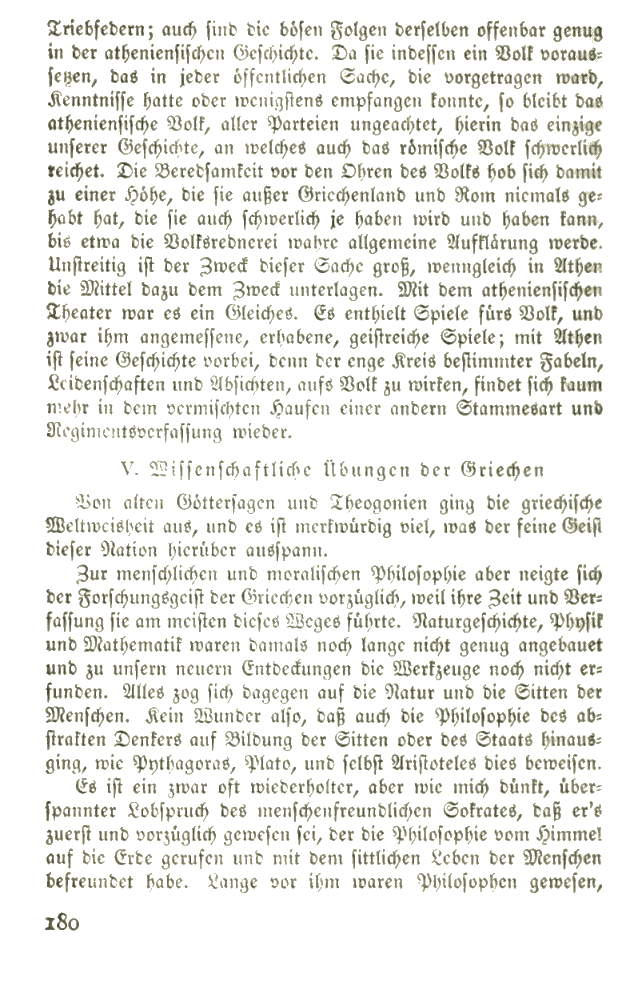 Triebfedern; auch sind die bösen Folgen derselben offenbar genug
in der atheniensischen Geschichte. Da sie indessen ein Volk voraus-
setzen, das in jeder öffentlichen Sache, die vorgetragen ward,
Kenntnisse hatte oder wenigstens empfangen konnte, so bleibt das
atheniensische Volk, aller Parteien ungeachtet, hierin das einzige
unserer Geschichte, an welches auch das römische Volk schwerlich
reichet. Die Beredsamkeit vor den Ohren des Volks hob sich damit
zu einer Höhe, die sie außer Griechenland und Rom niemals ge-
habt hat, die sie auch schwerlich je haben wird und haben kann,
bis etwa die Volksrednerei wahre allgemeine Aufklärung werde.
Unstreitig ist der Zweck dieser Sache groß, wenngleich in Athen
die Mittel dazu dem Zweck unterlagen. Mit dem atheniensischen
Theater war es ein Gleiches. Es enthielt Spiele fürs Volk, und
zwar ihm angemessene, erhabene, geistreiche Spiele; mit Athen
ist seine Geschichte vorbei, denn der enge Kreis bestimmter Fabeln,
Leidenschaften und Absichten, aufs Volk zu wirken, findet sich kaum
mehr in dem vermischten Haufen einer andern Stammesart und
Regimentsverfassung wieder.
V. Wissenschaftliche Übungen der Griechen
Von alten Göttersagen und Theogonien ging die griechische
Weltweisheit aus, und es ist merkwürdig viel, was der feine Geist
dieser Nation hierüber ausspann.
Zur menschlichen und moralischen Philosophie aber neigte sich
der Forschungsgeist der Griechen vorzüglich, weil ihre Zeit und Ver-
fassung sie am meisten dieses Weges führte. Naturgeschichte, Physik
und Mathematik waren damals noch lange nicht genug angebauet
und zu unsern neuern Entdeckungen die Werkzeuge noch nicht er-
funden. Alles zog sich dagegen auf die Natur und die Sitten der
Menschen. Kein Wunder also, daß auch die Philosophie des ab-
strakten Denkers auf Bildung der Sitten oder des Staats hinaus-
ging, wie Pythagoras, Plato, und selbst Aristoteles dies beweisen.
Es ist ein zwar oft wiederholter, aber wie mich dünkt, über-
spannter Lobspruch des menschenfreundlichen Sokrates, daß er's
zuerst und vorzüglich gewesen sei, der die Philosophie vom Himmel
auf die Erde gerufen und mit dem sittlichen Leben der Menschen
befreundet habe. Lange vor ihm waren Philosophen gewesen,
180